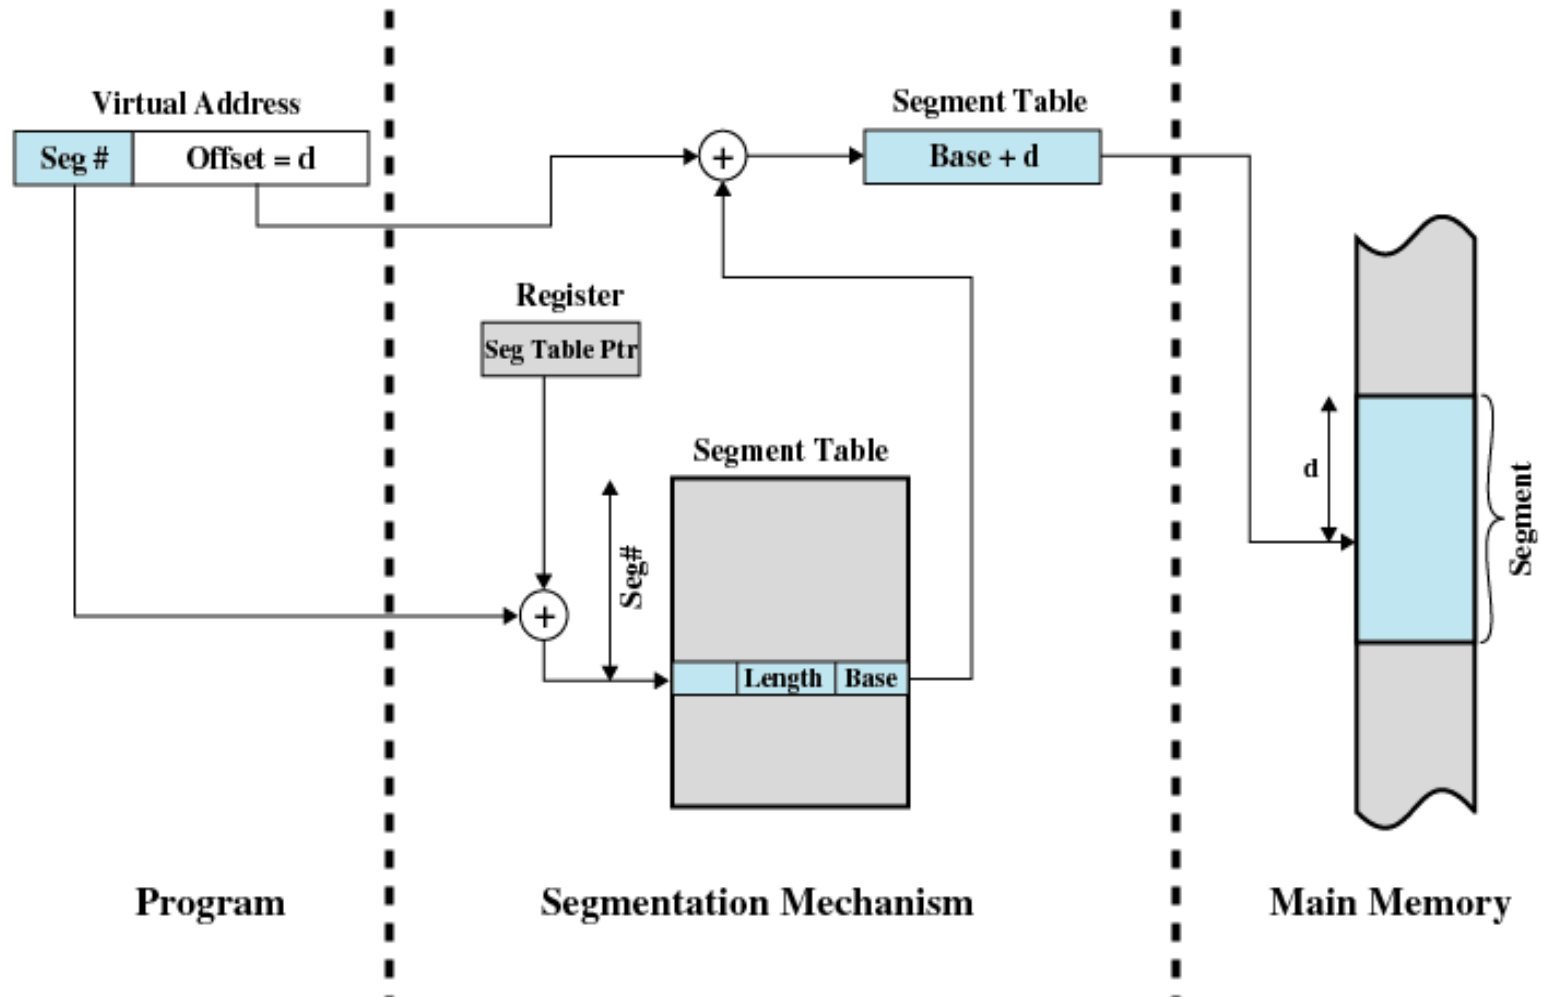 Virtual Address
Seg #
Offset = d
Segment Table
+
Base + d
Register
Seg Table Ptr
Segment Table
Seg#
+
Length
Base
d
Segment
Program
Segmentation Mechanism
Main Memory